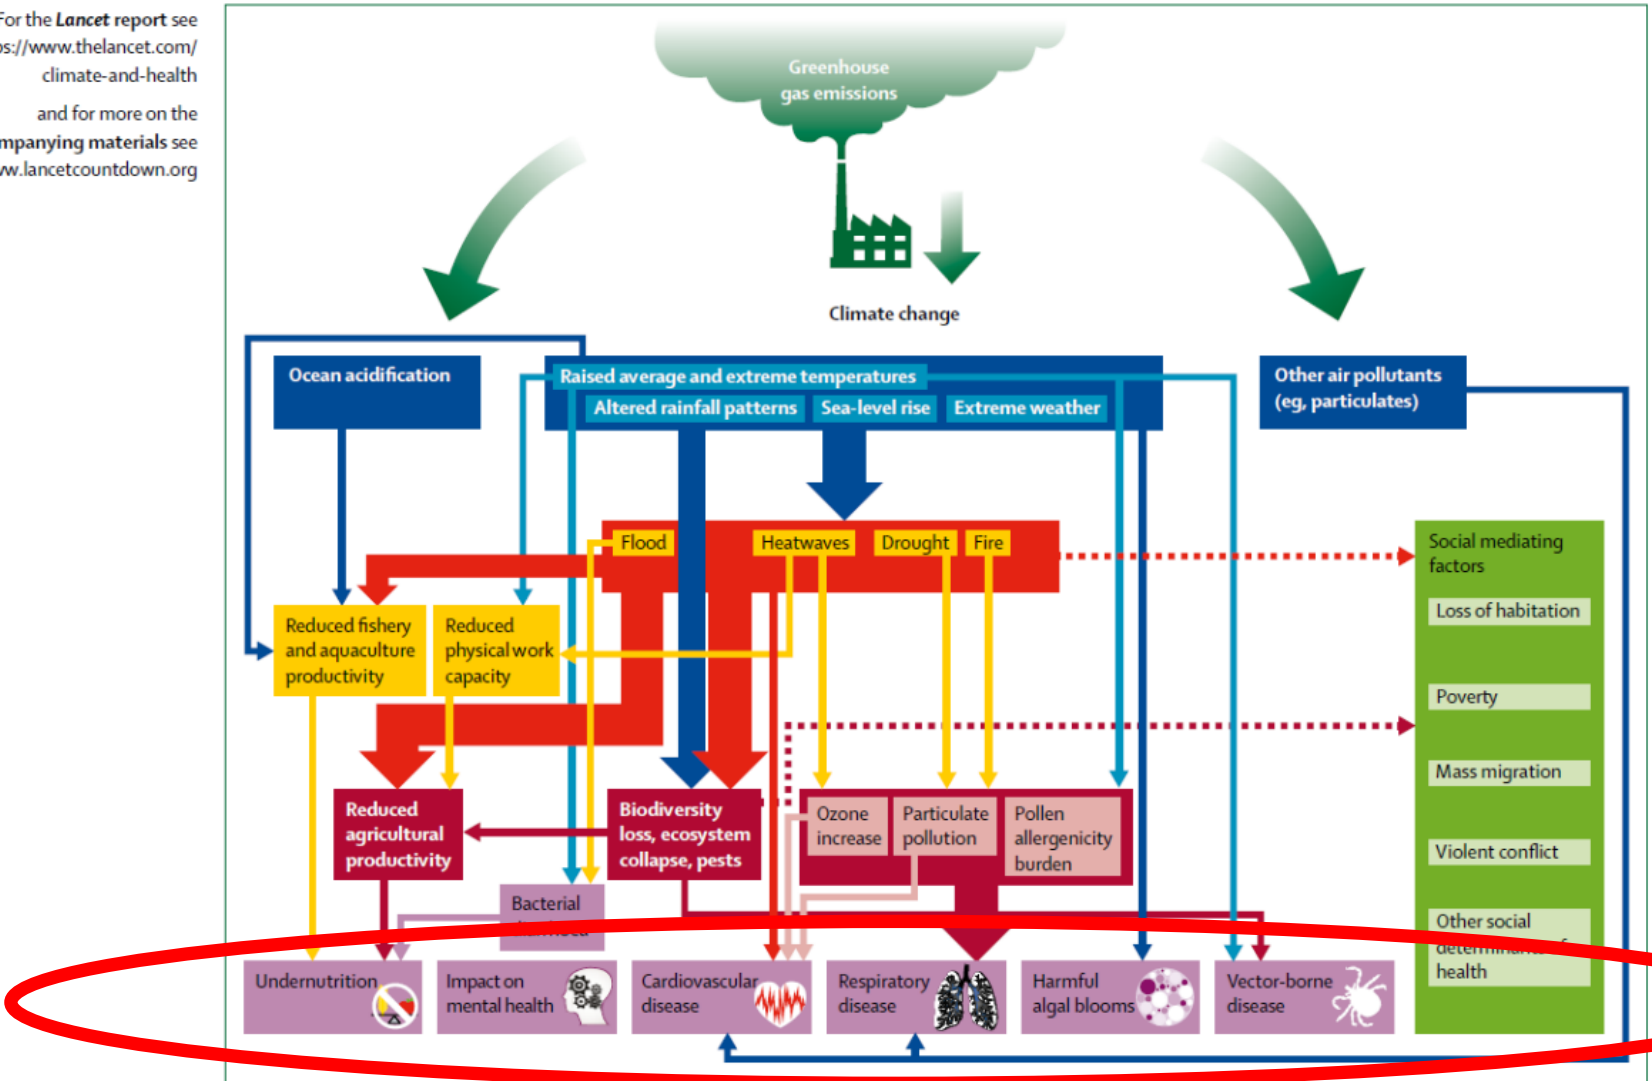 For the Lancet report see
ps://www.thelancet.com/
climate-and-health
and for more on the
mpanying materials see
w.lancetcountdown.org
Greenhouse
gas emissions
Climate change
Ocean acidification
Raised average and extreme temperatures
Altered rainfall patterns
Sea-level rise
Extreme weather
Other air pollutants
(eg, particulates)
Flood
Heatwaves
Drought
Fire
Social mediating
factors
Loss of habitation
Poverty
Mass migration
Violent conflict
Other social
determinants of
health
Reduced fishery
and aquaculture
productivity
Reduced
physical work
capacity
Reduced
agricultural
productivity
Biodiversity
loss, ecosystem
collapse, pests
Ozone
increase
Particulate
pollution
Pollen
allergenicity
burden
Bacterial
Undernutrition
Impact on
mental health
Cardiovascular
disease
Respiratory
disease
Harmful
algal blooms
Vector-borne
disease